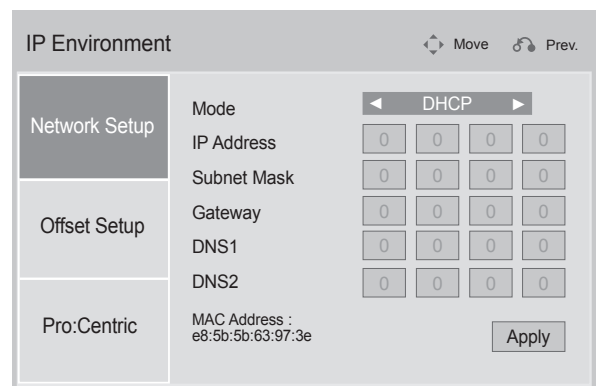 IP Environment
Move
Prev.
Network Setup
Offset Setup
Pro:Centric
Mode ◄ DHCP ►
IP Address 0 0 0 0
Subnet Mask 0 0 0 0
Gateway 0 0 0 0
DNS1 0 0 0 0
DNS2 0 0 0 0
MAC Address :
e8:5b:5b:63:97:3e
Apply